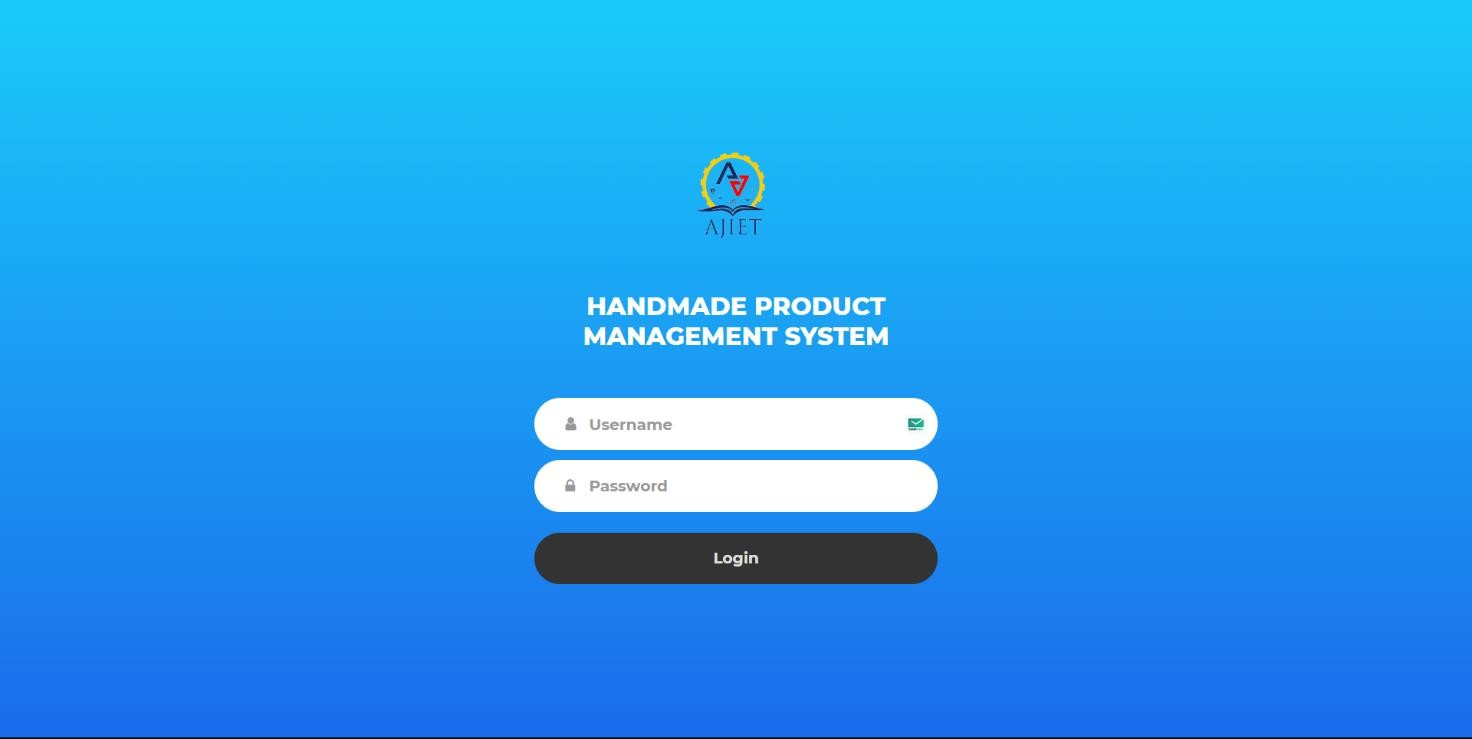 AJIET
HANDMADE PRODUCT
MANAGEMENT SYSTEM
Username
Password
Login